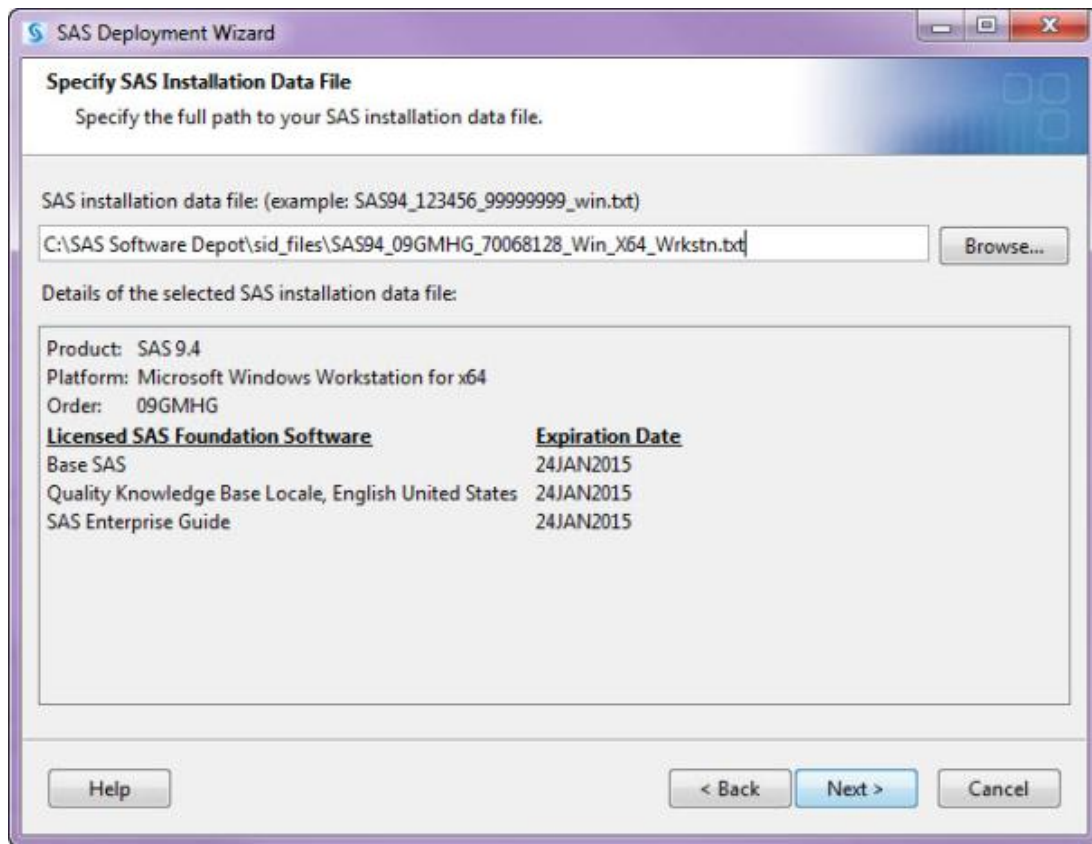 SAS Deployment Wizard
Specify SAS Installation Data File
Specify the full path to your SAS installation data file.
SAS installation data file: (example: SAS94_123456_99999999_win.txt)
C:\SAS Software Depot\sid_files\SAS94_09GMHG_70068128_Win_X64_Wrkstn.txt
Browse...
Details of the selected SAS installation data file:
Product: SAS 9.4
Platform: Microsoft Windows Workstation for x64
Order: 09GMHG
Licensed SAS Foundation Software Expiration Date
Base SAS 24JAN2015
Quality Knowledge Base Locale, English United States 24JAN2015
SAS Enterprise Guide 24JAN2015
Help < Back Next > Cancel